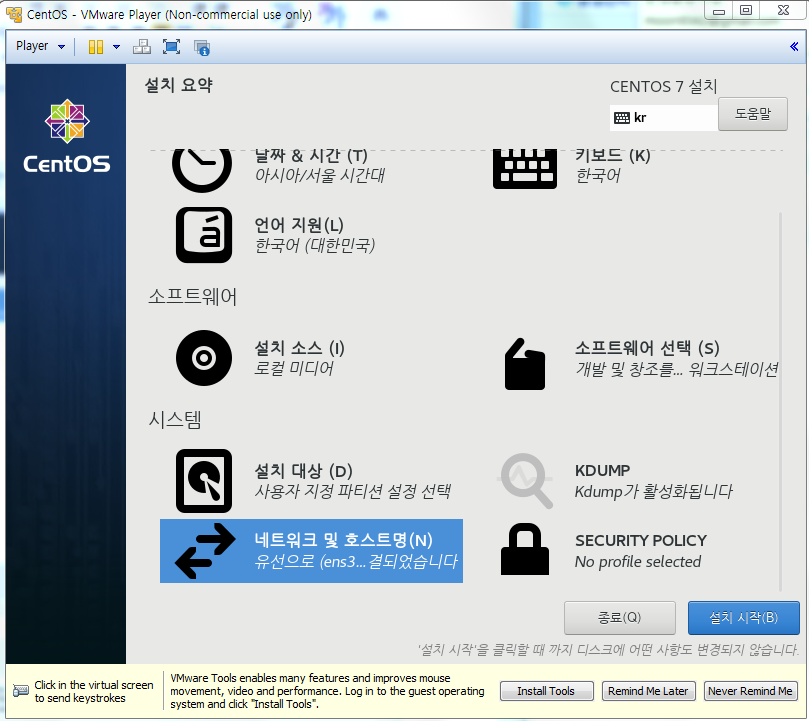 CentOS - VMware Player (Non-commercial use only)
Player
설치 요약
CENTOS 7 설치
kr
도움말
CentOS
날짜 & 시간 (T)
아시아/서울 시간대
키보드 (K)
한국어
언어 지원(L)
한국어 (대한민국)
소프트웨어
설치 소스 (I)
로컬 미디어
소프트웨어 선택 (S)
개발 및 창조를... 워크스테이션
시스템
설치 대상 (D)
사용자 지정 파티션 설정 선택
KDUMP
Kdump가 활성화됩니다
네트워크 및 호스트명(N)
유선으로 (ens3...결되었습니다
SECURITY POLICY
No profile selected
종료(Q)
설치 시작(B)
'설치 시작'을 클릭할 때 까지 디스크에 어떤 사항도 변경되지 않습니다.
Click in the virtual screen
to send keystrokes
VMware Tools enables many features and improves mouse
movement, video and performance. Log in to the guest operating
system and click "Install Tools".
Install Tools
Remind Me Later
Never Remind Me